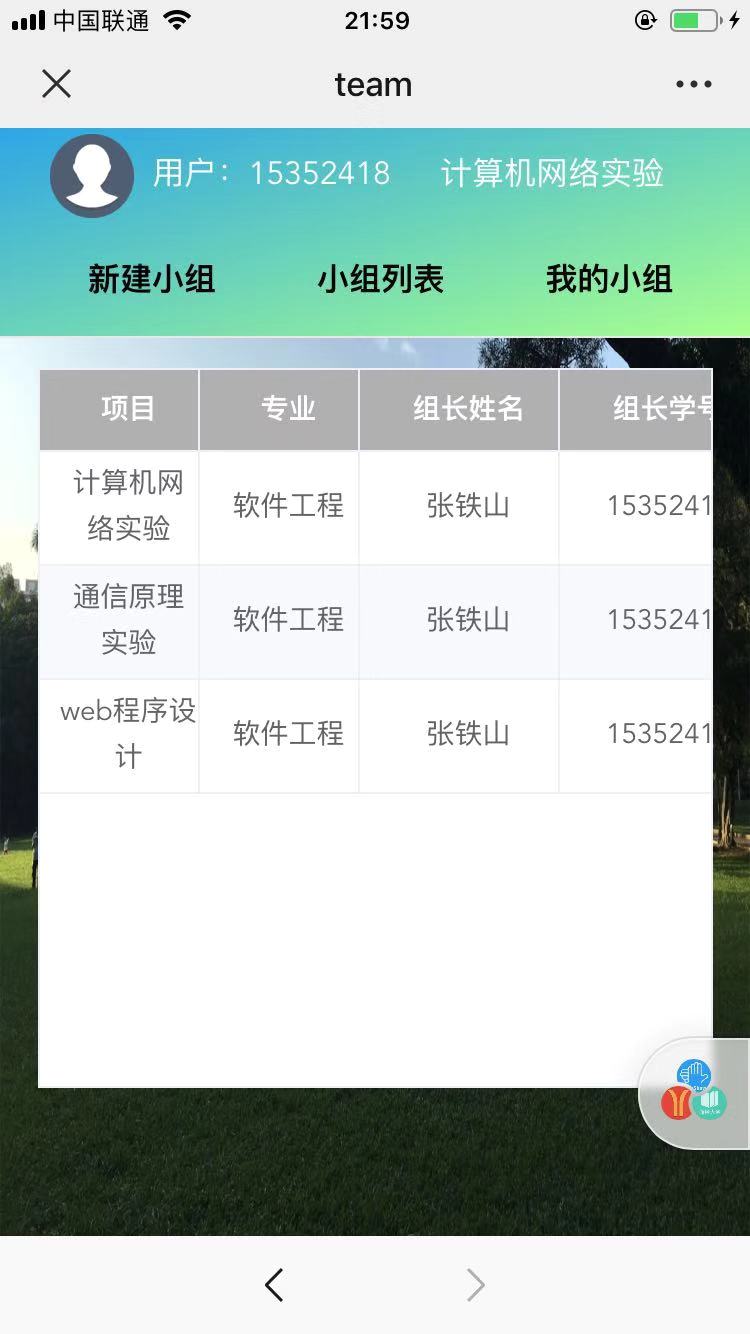 中国联通 21:59
team
用户：15352418 计算机网络实验
新建小组 小组列表 我的小组
项目 专业 组长姓名 组长学号
计算机网
络实验
软件工程 张铁山 1535241
通信原理
实验
软件工程 张铁山 1535241
web程序设
计
软件工程 张铁山 1535241